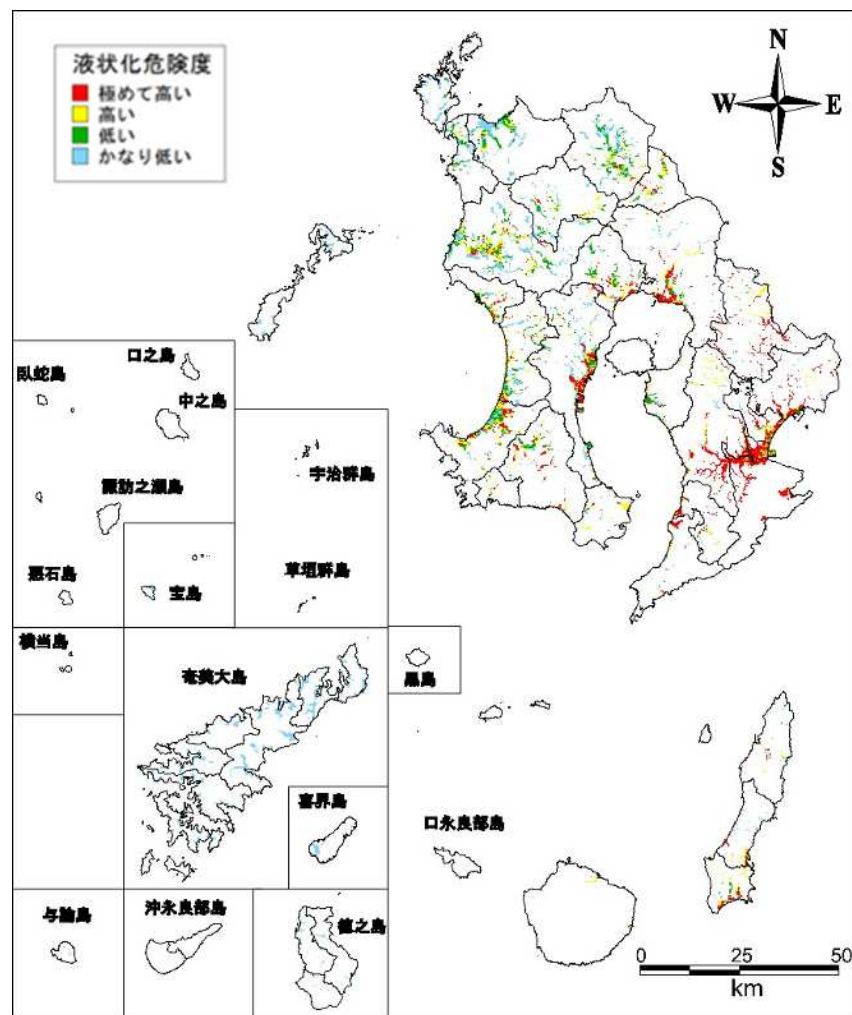 液状化危険度
極めて高い
高い
低い
かなり低い
N
W
E
S
口之島
臥蛇島
中之島
宇治群島
諏訪之瀬島
草垣群島
悪石島
宝島
横当島
奄美大島
黒島
喜界島
口永良部島
与論島
沖永良部島
徳之島
0 25 50
km